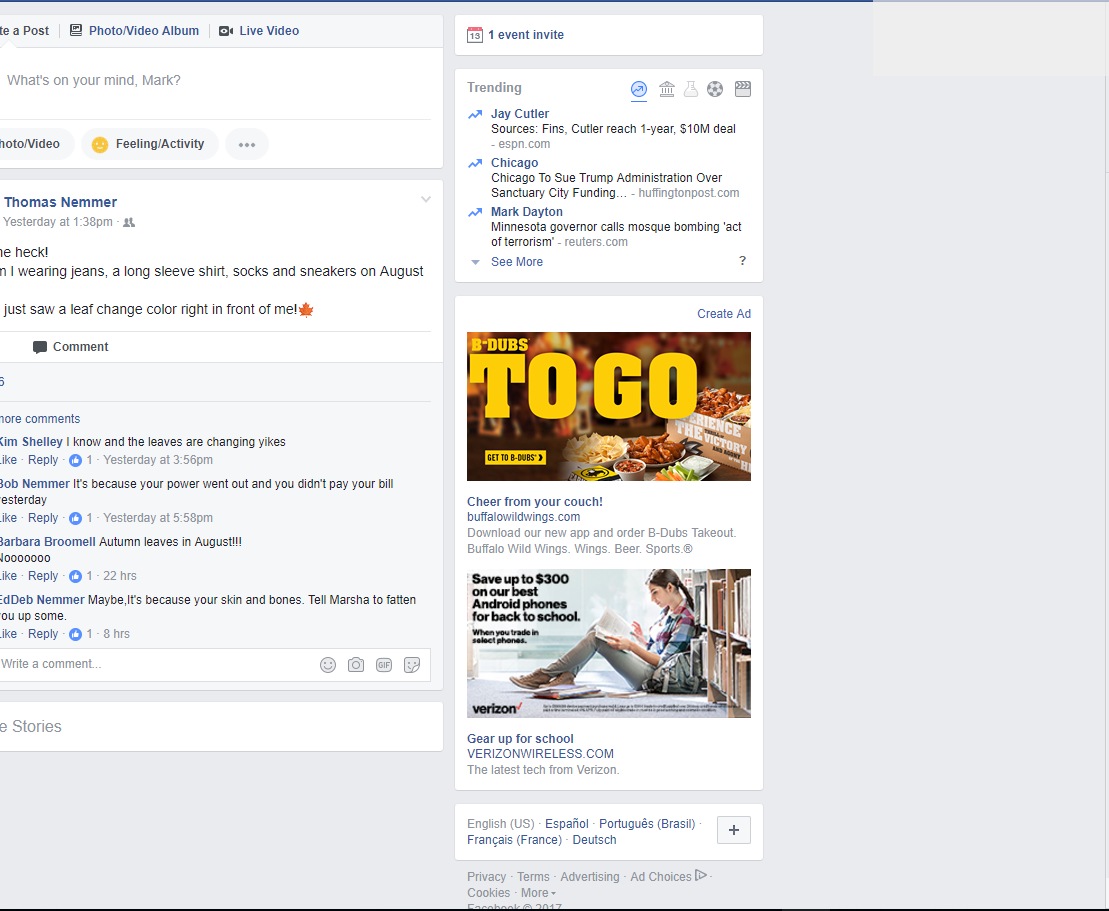 te a Post Photo/Video Album Live Video
What's on your mind, Mark?
hoto/Video Feeling/Activity
Thomas Nemmer
Yesterday at 1:38pm ·
he heck!
m I wearing jeans, a long sleeve shirt, socks and sneakers on August
just saw a leaf change color right in front of me!
Comment
6
more comments
Kim Shelley I know and the leaves are changing yikes
Like · Reply · 1 · Yesterday at 3:56pm
Bob Nemmer It's because your power went out and you didn't pay your bill
yesterday
Like · Reply · 1 · Yesterday at 5:58pm
Barbara Broomell Autumn leaves in August!!!
Nooooooo
Like · Reply · 1 · 22 hrs
EdDeb Nemmer Maybe,It's because your skin and bones. Tell Marsha to fatten
you up some.
Like · Reply · 1 · 8 hrs
Write a comment...
GIF
e Stories
13 1 event invite
Trending
Jay Cutler
Sources: Fins, Cutler reach 1-year, $10M deal
- espn.com
Chicago
Chicago To Sue Trump Administration Over
Sanctuary City Funding… - huffingtonpost.com
Mark Dayton
Minnesota governor calls mosque bombing 'act
of terrorism' - reuters.com
See More ?
Create Ad
B-DUBS
TO GO
THE VICTORY
GET TO B-DUBS'
Cheer from your couch!
buffalowildwings.com
Download our new app and order B-Dubs Takeout.
Buffalo Wild Wings. Wings. Beer. Sports.®
Save up to $300
on our best
Android phones
for back to school.
When you trade in
select phones.
verizon
Gear up for school
VERIZONWIRELESS.COM
The latest tech from Verizon.
English (US) · Español · Português (Brasil) ·
Français (France) · Deutsch
Privacy · Terms · Advertising · Ad Choices ·
Cookies · More
Facebook © 2017